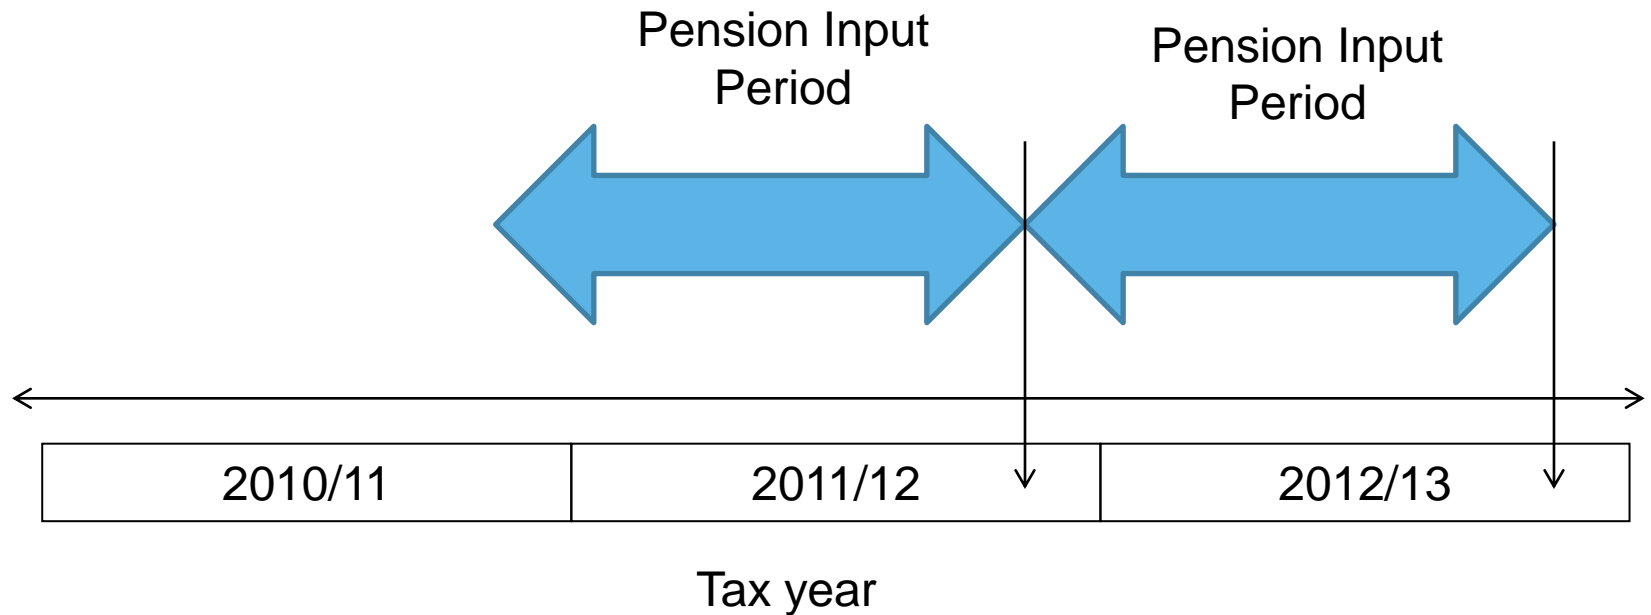 Pension Input
Period
Pension Input
Period
2010/11
2011/12
2012/13
Tax year